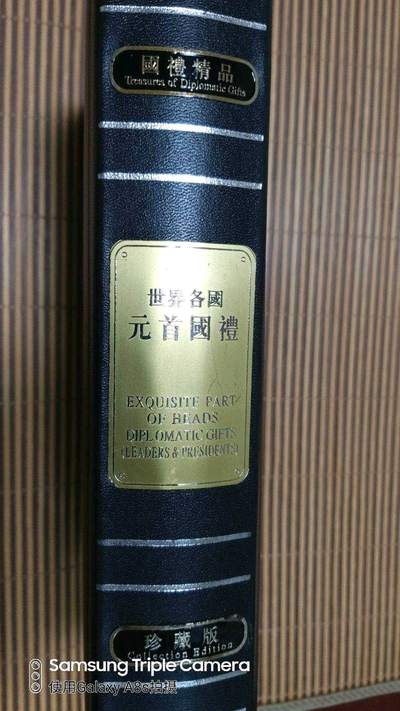 國禮精品
Treasures of Diplomatic Gifts
世界各國
元首國禮
EXQUISITE PART
OF HEADS
DIPLOMATIC GIFTS
(LEADERS & PRESIDENTS)
珍藏版
Collection Edition
Samsung Triple Camera
使用Galaxy A8s拍摄